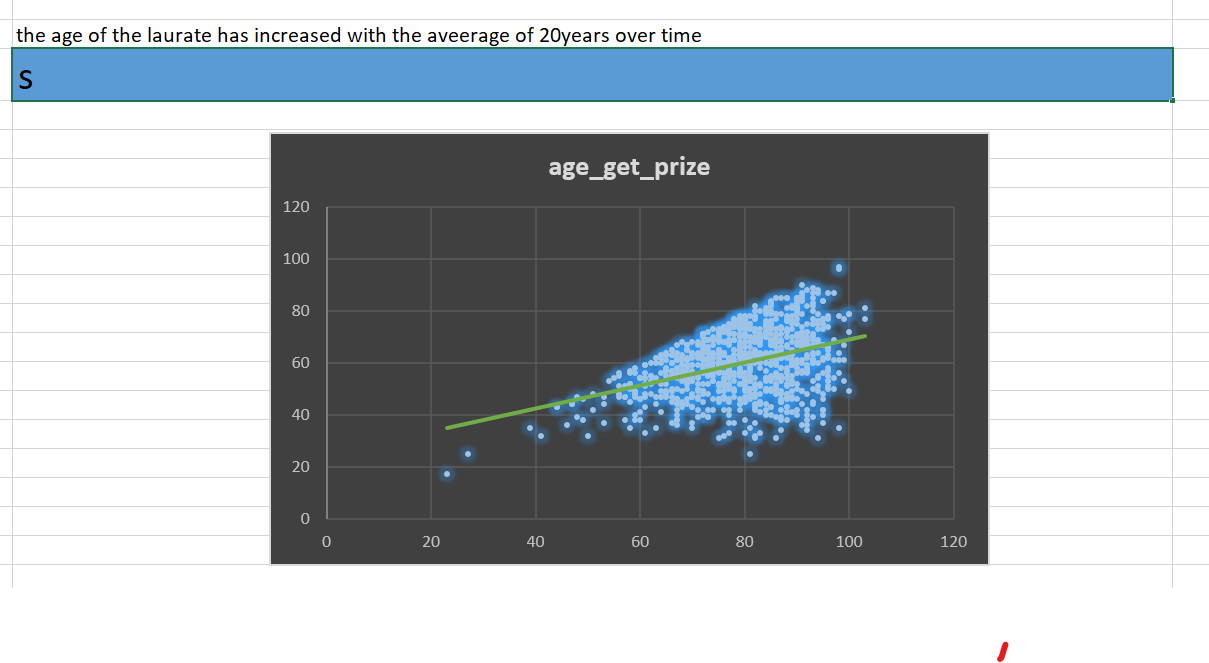 the age of the laurate has increased with the aveerage of 20years over time
S
age_get_prize
120
100
80
60
40
20
0
0 20 40 60 80 100 120